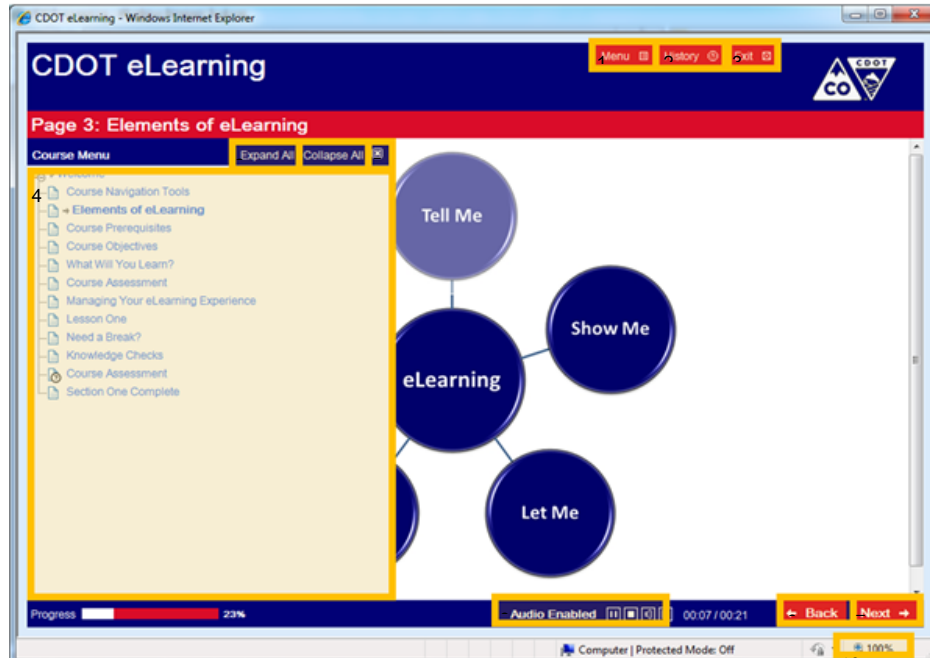 CDOT eLearning - Windows Internet Explorer
CDOT eLearning
Menu History Exit
CDOT
CO
Page 3: Elements of eLearning
Course Menu Expand All Collapse All
Welcome
4
Course Navigation Tools
Elements of eLearning
Course Prerequisites
Course Objectives
What Will You Learn?
Course Assessment
Managing Your eLearning Experience
Lesson One
Need a Break?
Knowledge Checks
Course Assessment
Section One Complete
Tell Me
Show Me
eLearning
Let Me
Progress 23% Audio Enabled 00:07 / 00:21 Back Next
Computer | Protected Mode: Off 100%